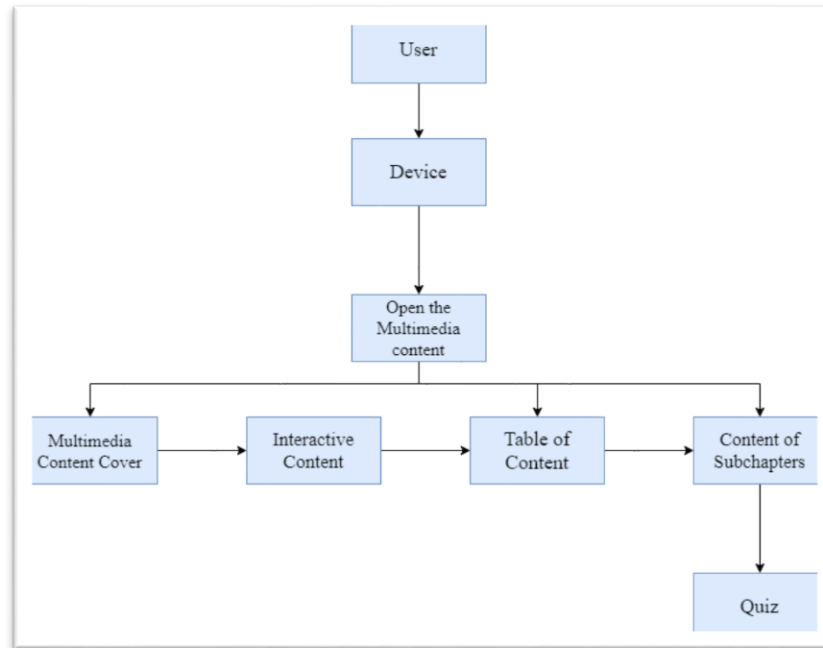 User
Device
Open the
Multimedia
content
Multimedia
Content Cover
Interactive
Content
Table of
Content
Content of
Subchapters
Quiz